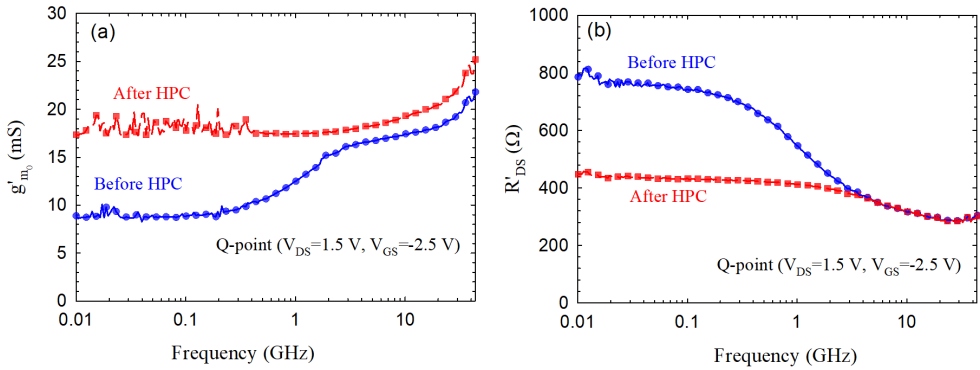 (a)
30
25
20
15
10
5
0
g'm0 (mS)
After HPC
Before HPC
Q-point (VDS=1.5 V, VGS=-2.5 V)
0.01 0.1 1 10
Frequency (GHz)
(b)
1000
800
600
400
200
0
R'DS (Ω)
Before HPC
After HPC
Q-point (VDS=1.5 V, VGS=-2.5 V)
0.01 0.1 1 10
Frequency (GHz)